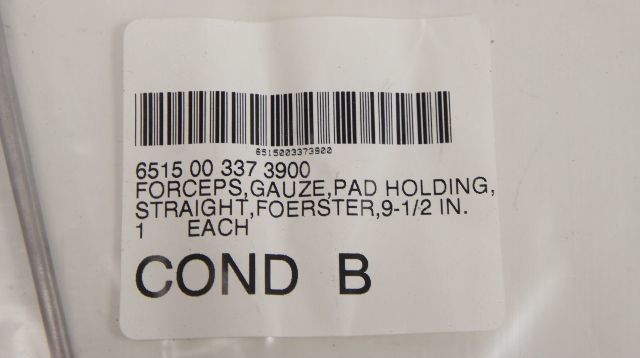 6515003373900
6515 00 337 3900
FORCEPS,GAUZE,PAD HOLDING,
STRAIGHT,FOERSTER,9-1/2 IN.
1 EACH
COND B